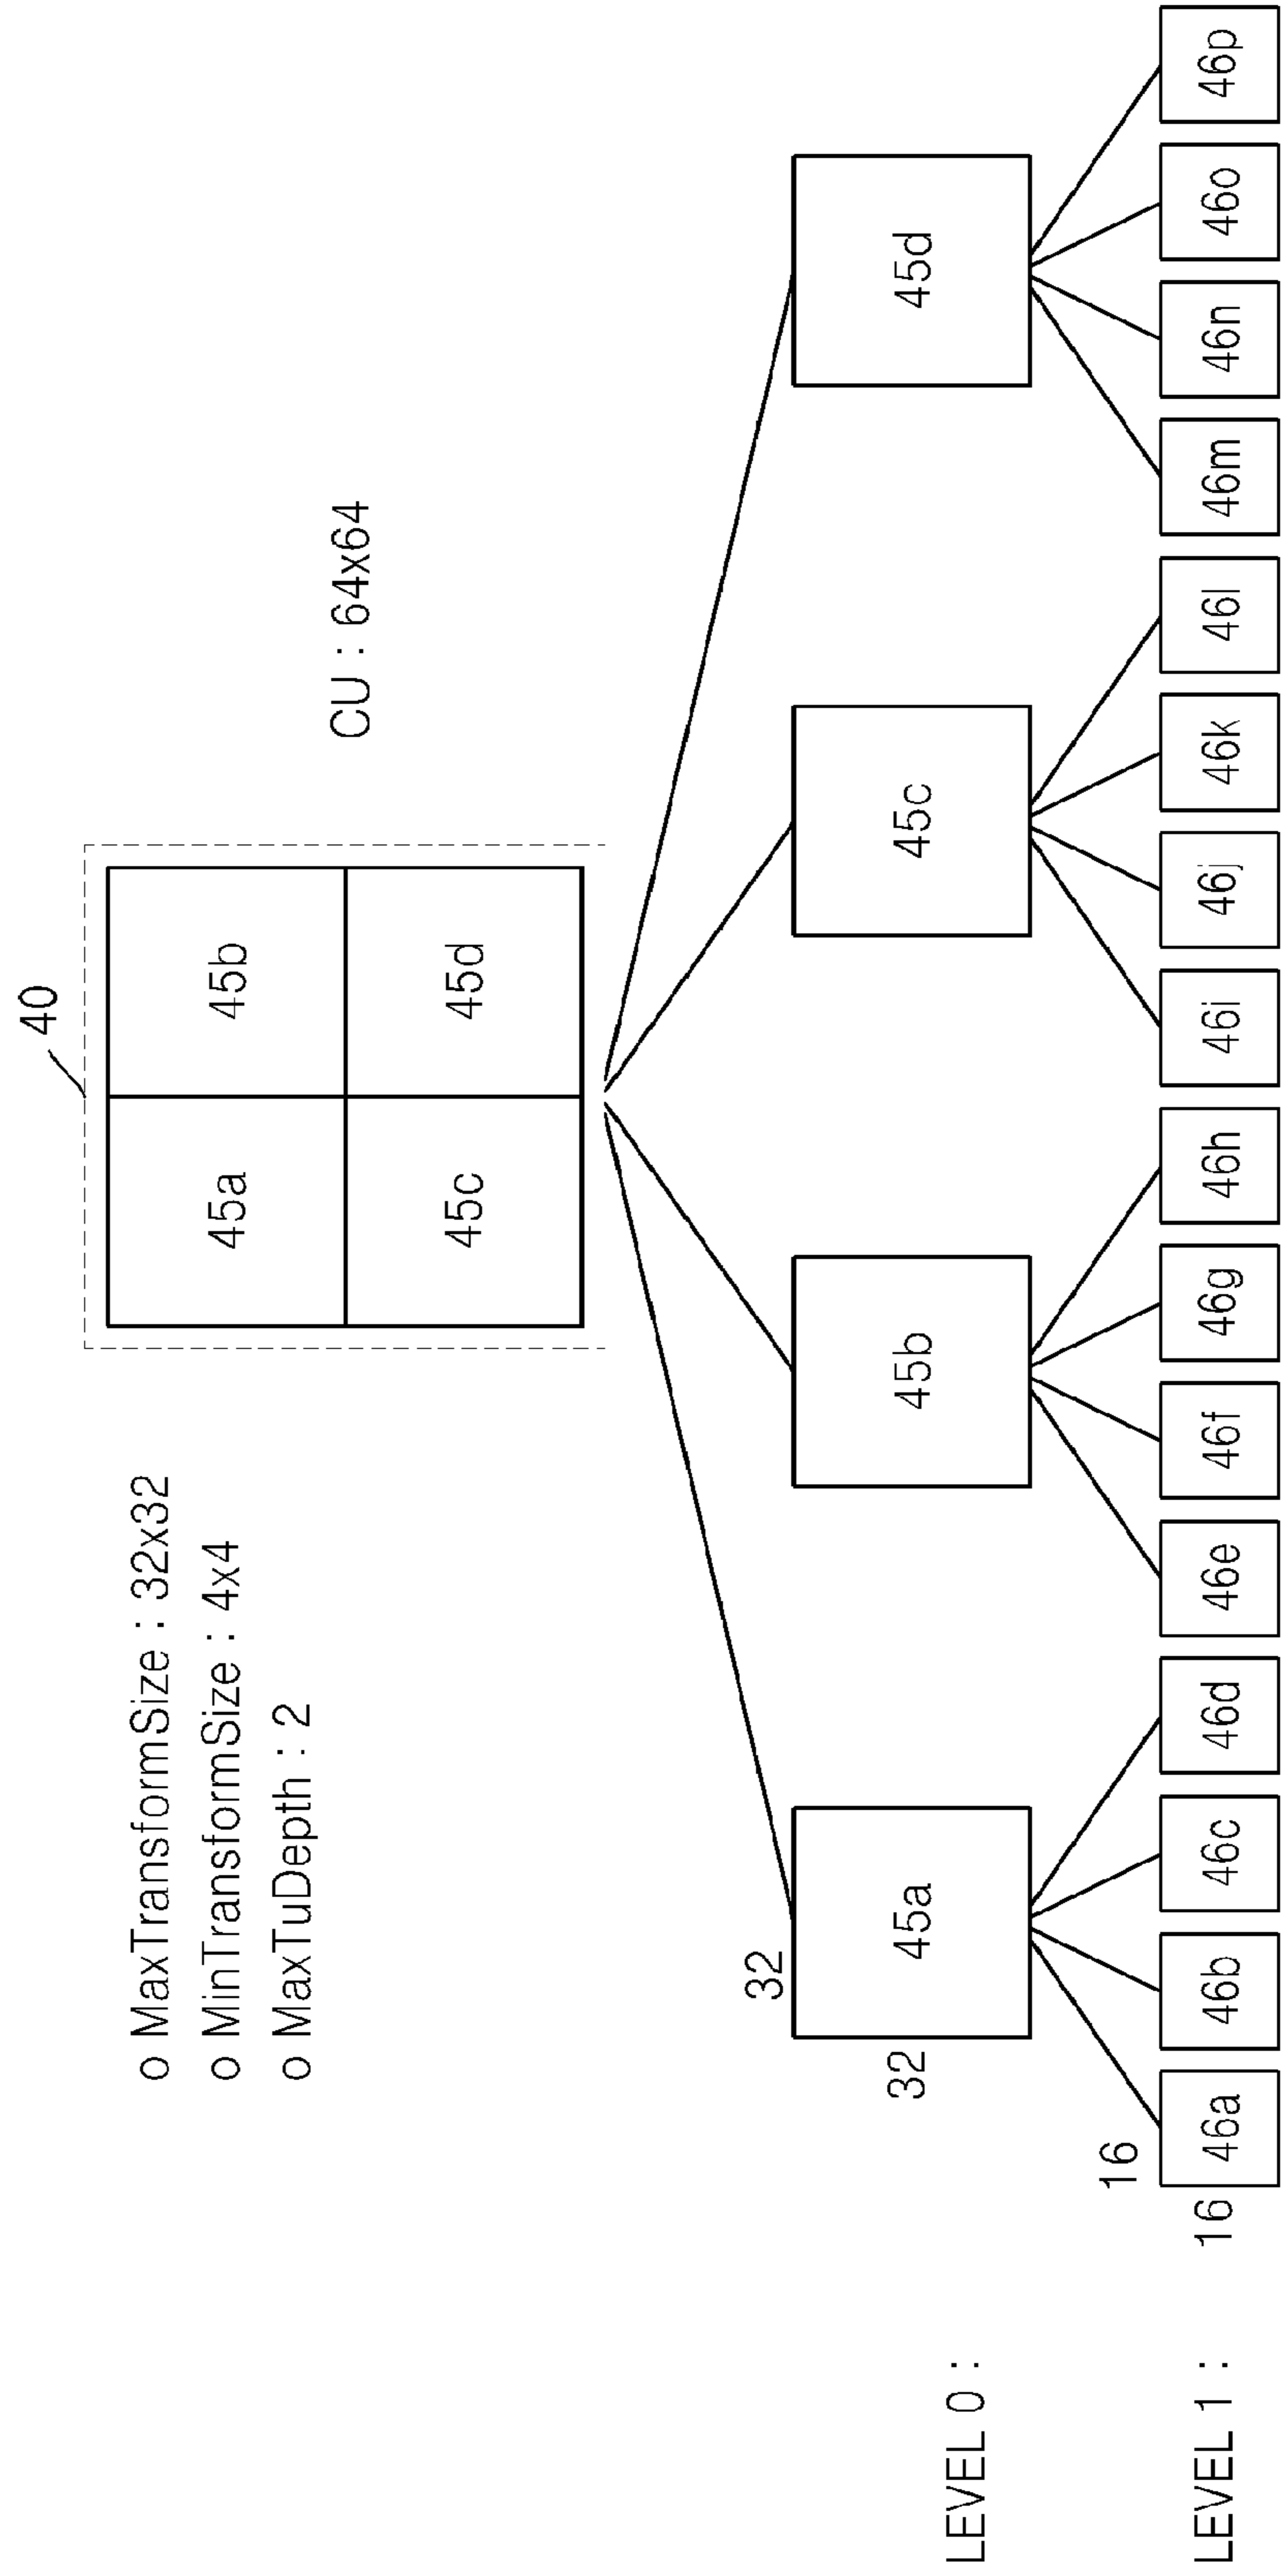 40
o MaxTransformSize : 32x32
o MinTransformSize : 4x4
o MaxTuDepth : 2
45a 45b
45c 45d
CU : 64x64
32
LEVEL 0 : 32 45a 45b 45c 45d
16
LEVEL 1 : 16 46a 46b 46c 46d 46e 46f 46g 46h 46i 46j 46k 46l 46m 46n 46o 46p